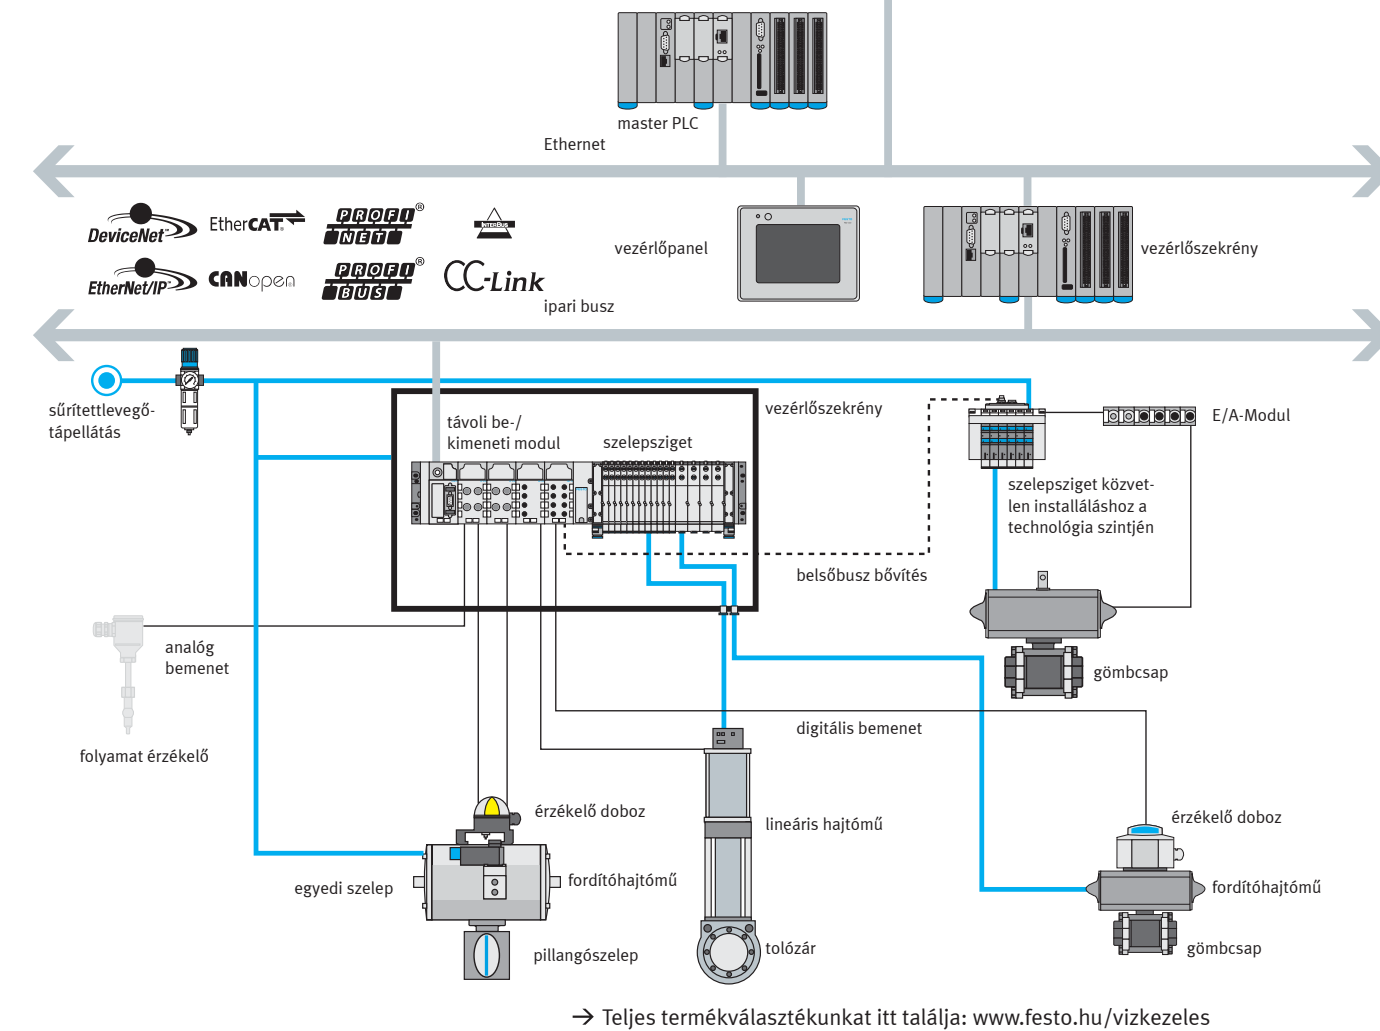 master PLC
Ethernet
DeviceNet™
EtherCAT®
PROFI®
NET
INTERBUS
vezérlőpanel
vezérlőszekrény
EtherNet/IP™
CANopen
PROFI®
BUS
CC-Link
ipari busz
sűrítettlevegő-
tápellátás
vezérlőszekrény
távoli be-/
kimeneti modul
szelepsziget
E/A-Modul
szelepsziget közvet-
len installáláshoz a
technológia szintjén
belsőbusz bővítés
analóg
bemenet
gömbcsap
folyamat érzékelő
digitális bemenet
érzékelő doboz
lineáris hajtómű
érzékelő doboz
egyedi szelep
fordítóhajtómű
fordítóhajtómű
pillangószelep
tolózár
gömbcsap
→ Teljes termékválasztékunkat itt találja: www.festo.hu/vizkezeles